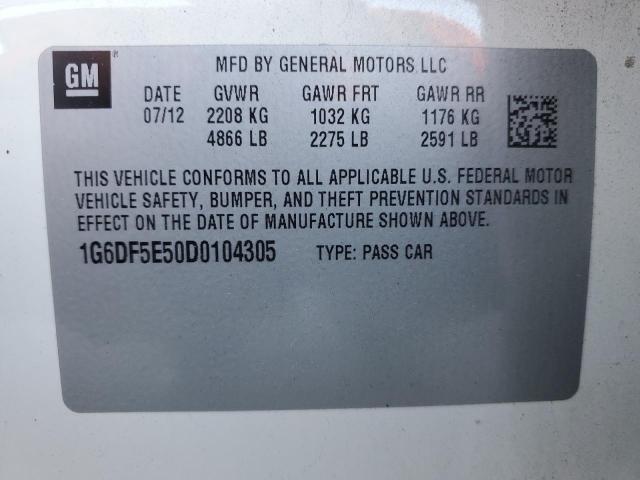 GM
MFD BY GENERAL MOTORS LLC
DATE GVWR GAWR FRT GAWR RR
07/12 2208 KG 1032 KG 1176 KG
4866 LB 2275 LB 2591 LB
THIS VEHICLE CONFORMS TO ALL APPLICABLE U.S. FEDERAL MOTOR
VEHICLE SAFETY, BUMPER, AND THEFT PREVENTION STANDARDS IN
EFFECT ON THE DATE OF MANUFACTURE SHOWN ABOVE.
1G6DF5E50D0104305 TYPE: PASS CAR